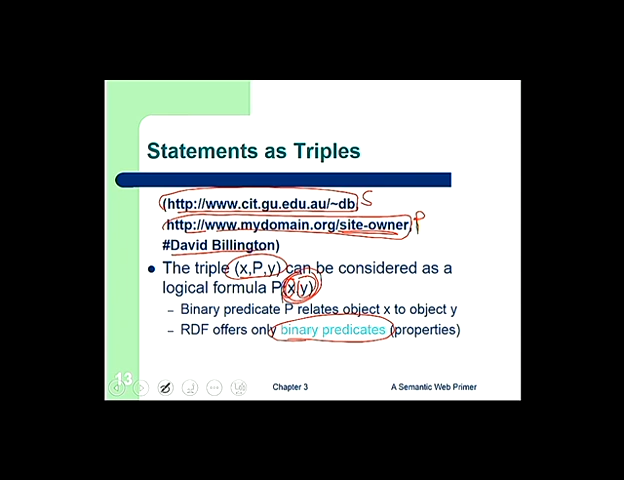 Statements as Triples
(http://www.cit.gu.edu.au/~db, S
http://www.mydomain.org/site-owner, P
#David Billington)
• The triple (x,P,y) can be considered as a
logical formula P(x,y)
– Binary predicate P relates object x to object y
– RDF offers only binary predicates (properties)
13
Chapter 3 A Semantic Web Primer